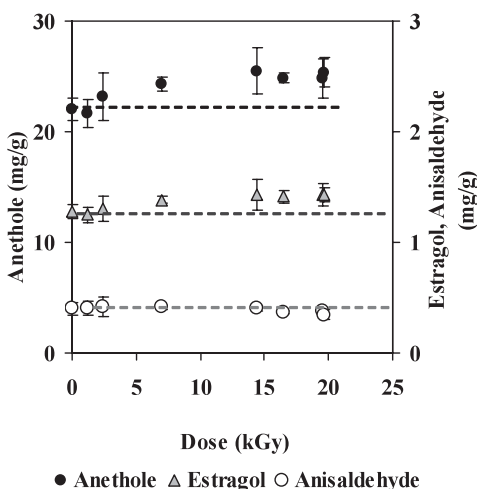 30
20
10
0
Anethole (mg/g)
3
2
1
0
Estragol, Anisaldehyde
(mg/g)
0 5 10 15 20 25
Dose (kGy)
Anethole Estragol Anisaldehyde